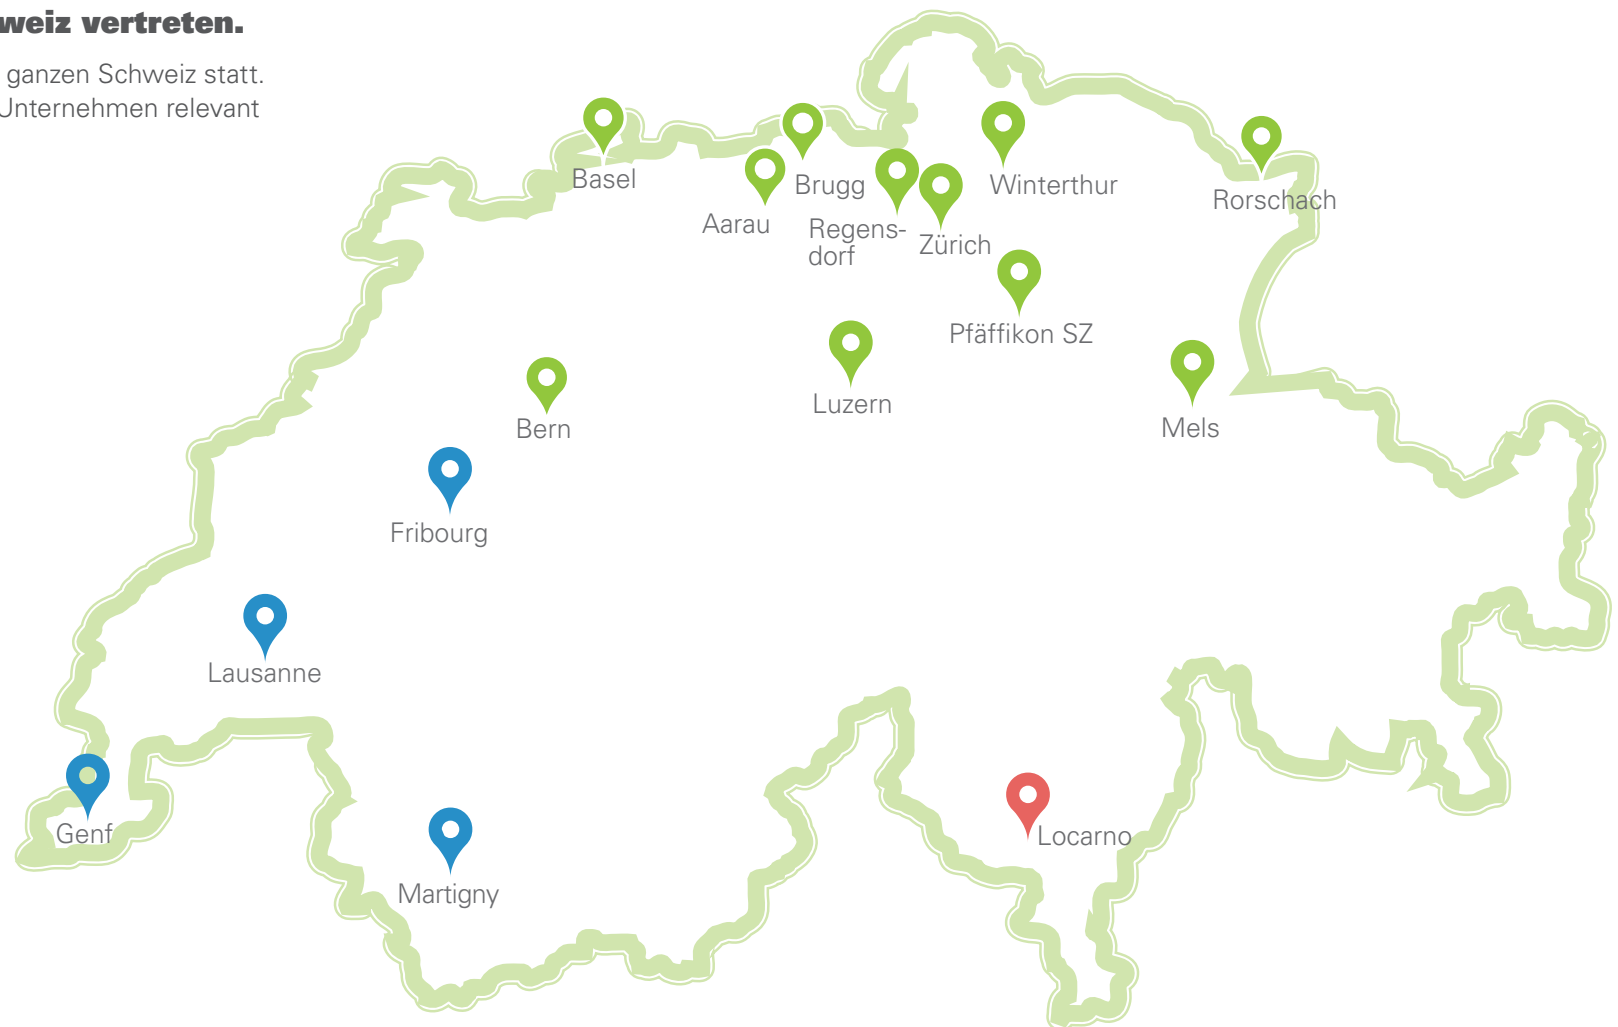 weiz vertreten.
ganzen Schweiz statt.
Unternehmen relevant
Basel
Brugg
Winterthur
Rorschach
Aarau
Regens-
dorf
Zürich
Pfäffikon SZ
Luzern
Bern
Mels
Fribourg
Lausanne
Genf
Locarno
Martigny